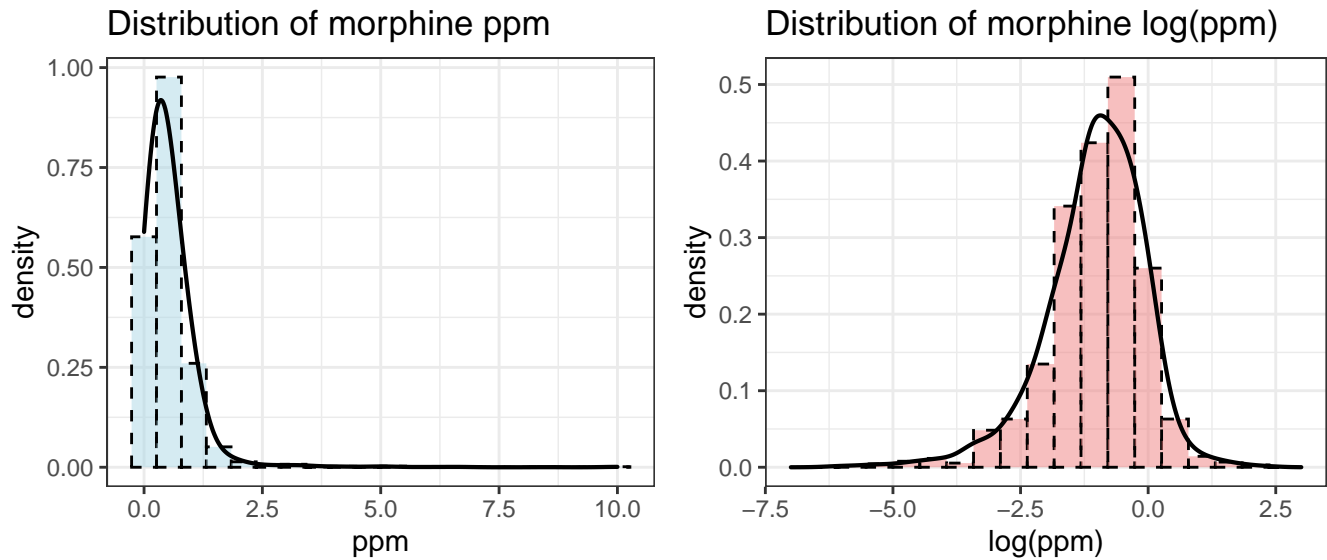 Distribution of morphine ppm
1.00
0.75
0.50
0.25
0.00
density
0.0 2.5 5.0 7.5 10.0
ppm
Distribution of morphine log(ppm)
0.5
0.4
0.3
0.2
0.1
0.0
density
−7.5 −5.0 −2.5 0.0 2.5
log(ppm)